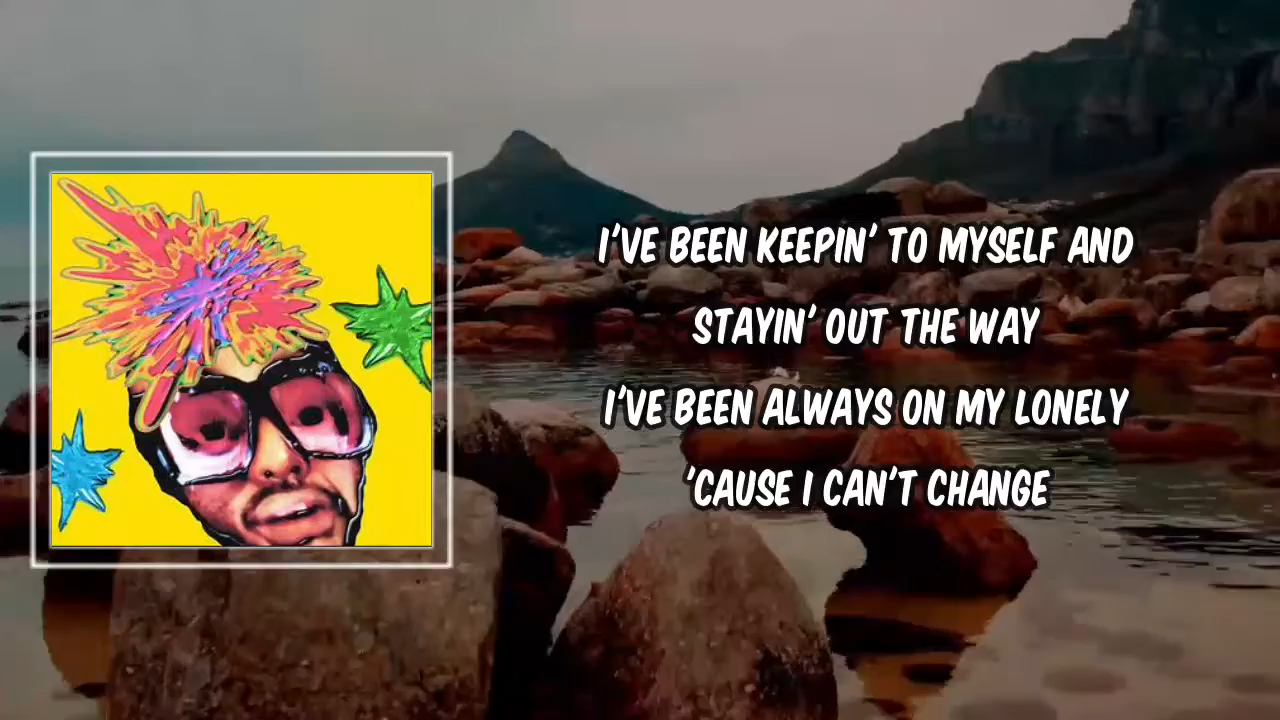 I'VE BEEN KEEPIN' TO MYSELF AND
STAYIN' OUT THE WAY
I'VE BEEN ALWAYS ON MY LONELY
'CAUSE I CAN'T CHANGE